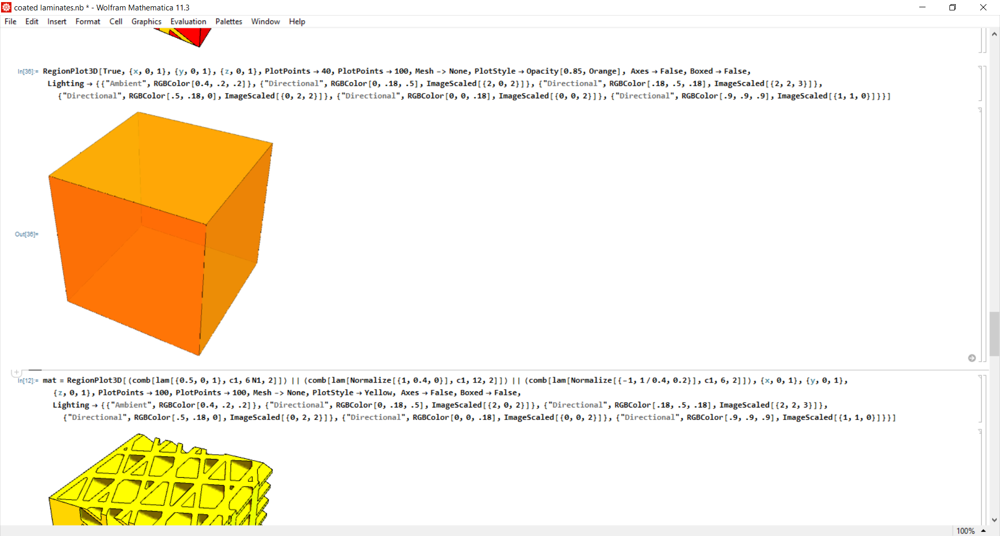 coated laminates.nb * - Wolfram Mathematica 11.3
File Edit Insert Format Cell Graphics Evaluation Palettes Window Help
In[36]:= RegionPlot3D[True, {x, 0, 1}, {y, 0, 1}, {z, 0, 1}, PlotPoints → 40, PlotPoints → 100, Mesh -> None, PlotStyle → Opacity[0.85, Orange], Axes → False, Boxed → False,
Lighting → {{"Ambient", RGBColor[0.4, .2, .2]}, {"Directional", RGBColor[0, .18, .5], ImageScaled[{2, 0, 2}]}, {"Directional", RGBColor[.18, .5, .18], ImageScaled[{2, 2, 3}]},
{"Directional", RGBColor[.5, .18, 0], ImageScaled[{0, 2, 2}]}, {"Directional", RGBColor[0, 0, .18], ImageScaled[{0, 0, 2}]}, {"Directional", RGBColor[.9, .9, .9], ImageScaled[{1, 1, 0}]}}]
Out[36]=
In[12]:= mat = RegionPlot3D[(comb[lam[{0.5, 0, 1}, c1, 6 N1, 2]]) || (comb[lam[Normalize[{1, 0.4, 0}], c1, 12, 2]]) || (comb[lam[Normalize[{-1, 1 / 0.4, 0.2}], c1, 6, 2]]), {x, 0, 1}, {y, 0, 1},
{z, 0, 1}, PlotPoints → 100, PlotPoints → 100, Mesh -> None, PlotStyle → Yellow, Axes → False, Boxed → False,
Lighting → {{"Ambient", RGBColor[0.4, .2, .2]}, {"Directional", RGBColor[0, .18, .5], ImageScaled[{2, 0, 2}]}, {"Directional", RGBColor[.18, .5, .18], ImageScaled[{2, 2, 3}]},
{"Directional", RGBColor[.5, .18, 0], ImageScaled[{0, 2, 2}]}, {"Directional", RGBColor[0, 0, .18], ImageScaled[{0, 0, 2}]}, {"Directional", RGBColor[.9, .9, .9], ImageScaled[{1, 1, 0}]}}]
100%